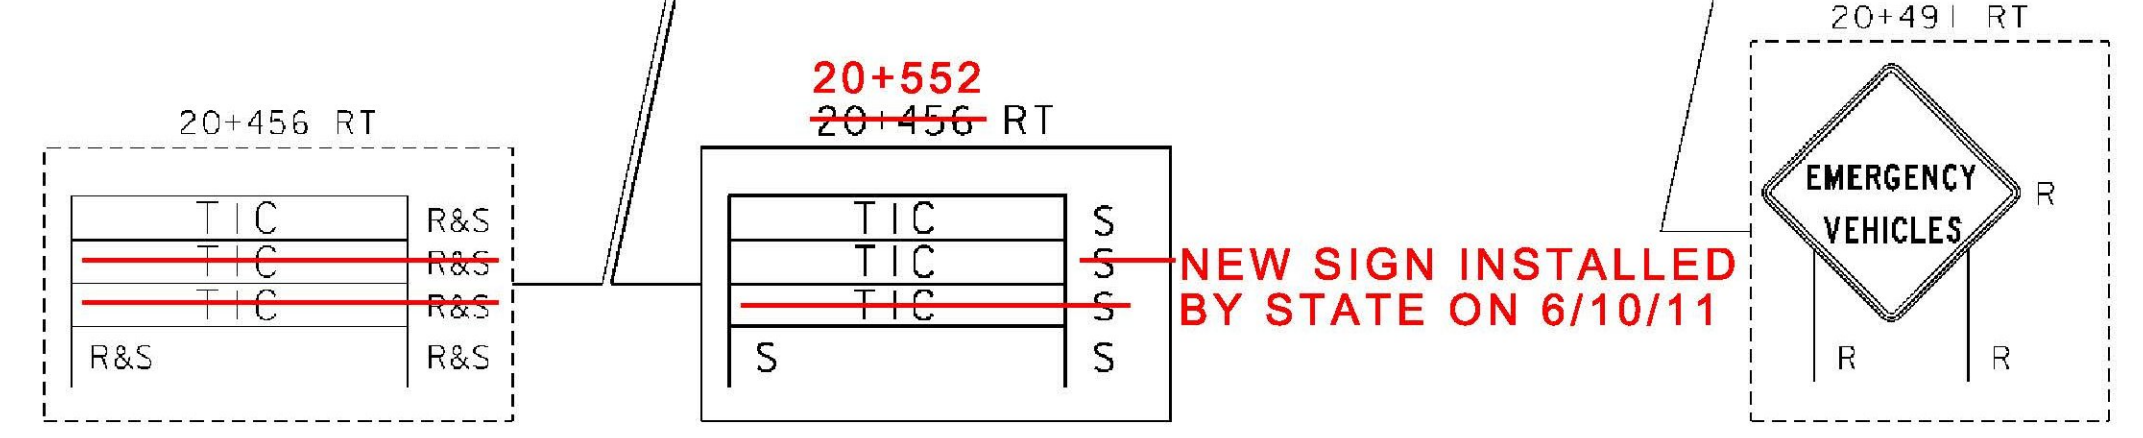 20+456 RT
TIC R&S
TIC R&S
TIC R&S
R&S R&S
20+552
20+456 RT
TIC S
TIC S
TIC S
S S
NEW SIGN INSTALLED
BY STATE ON 6/10/11
20+491 RT
EMERGENCY
VEHICLES
R
R R